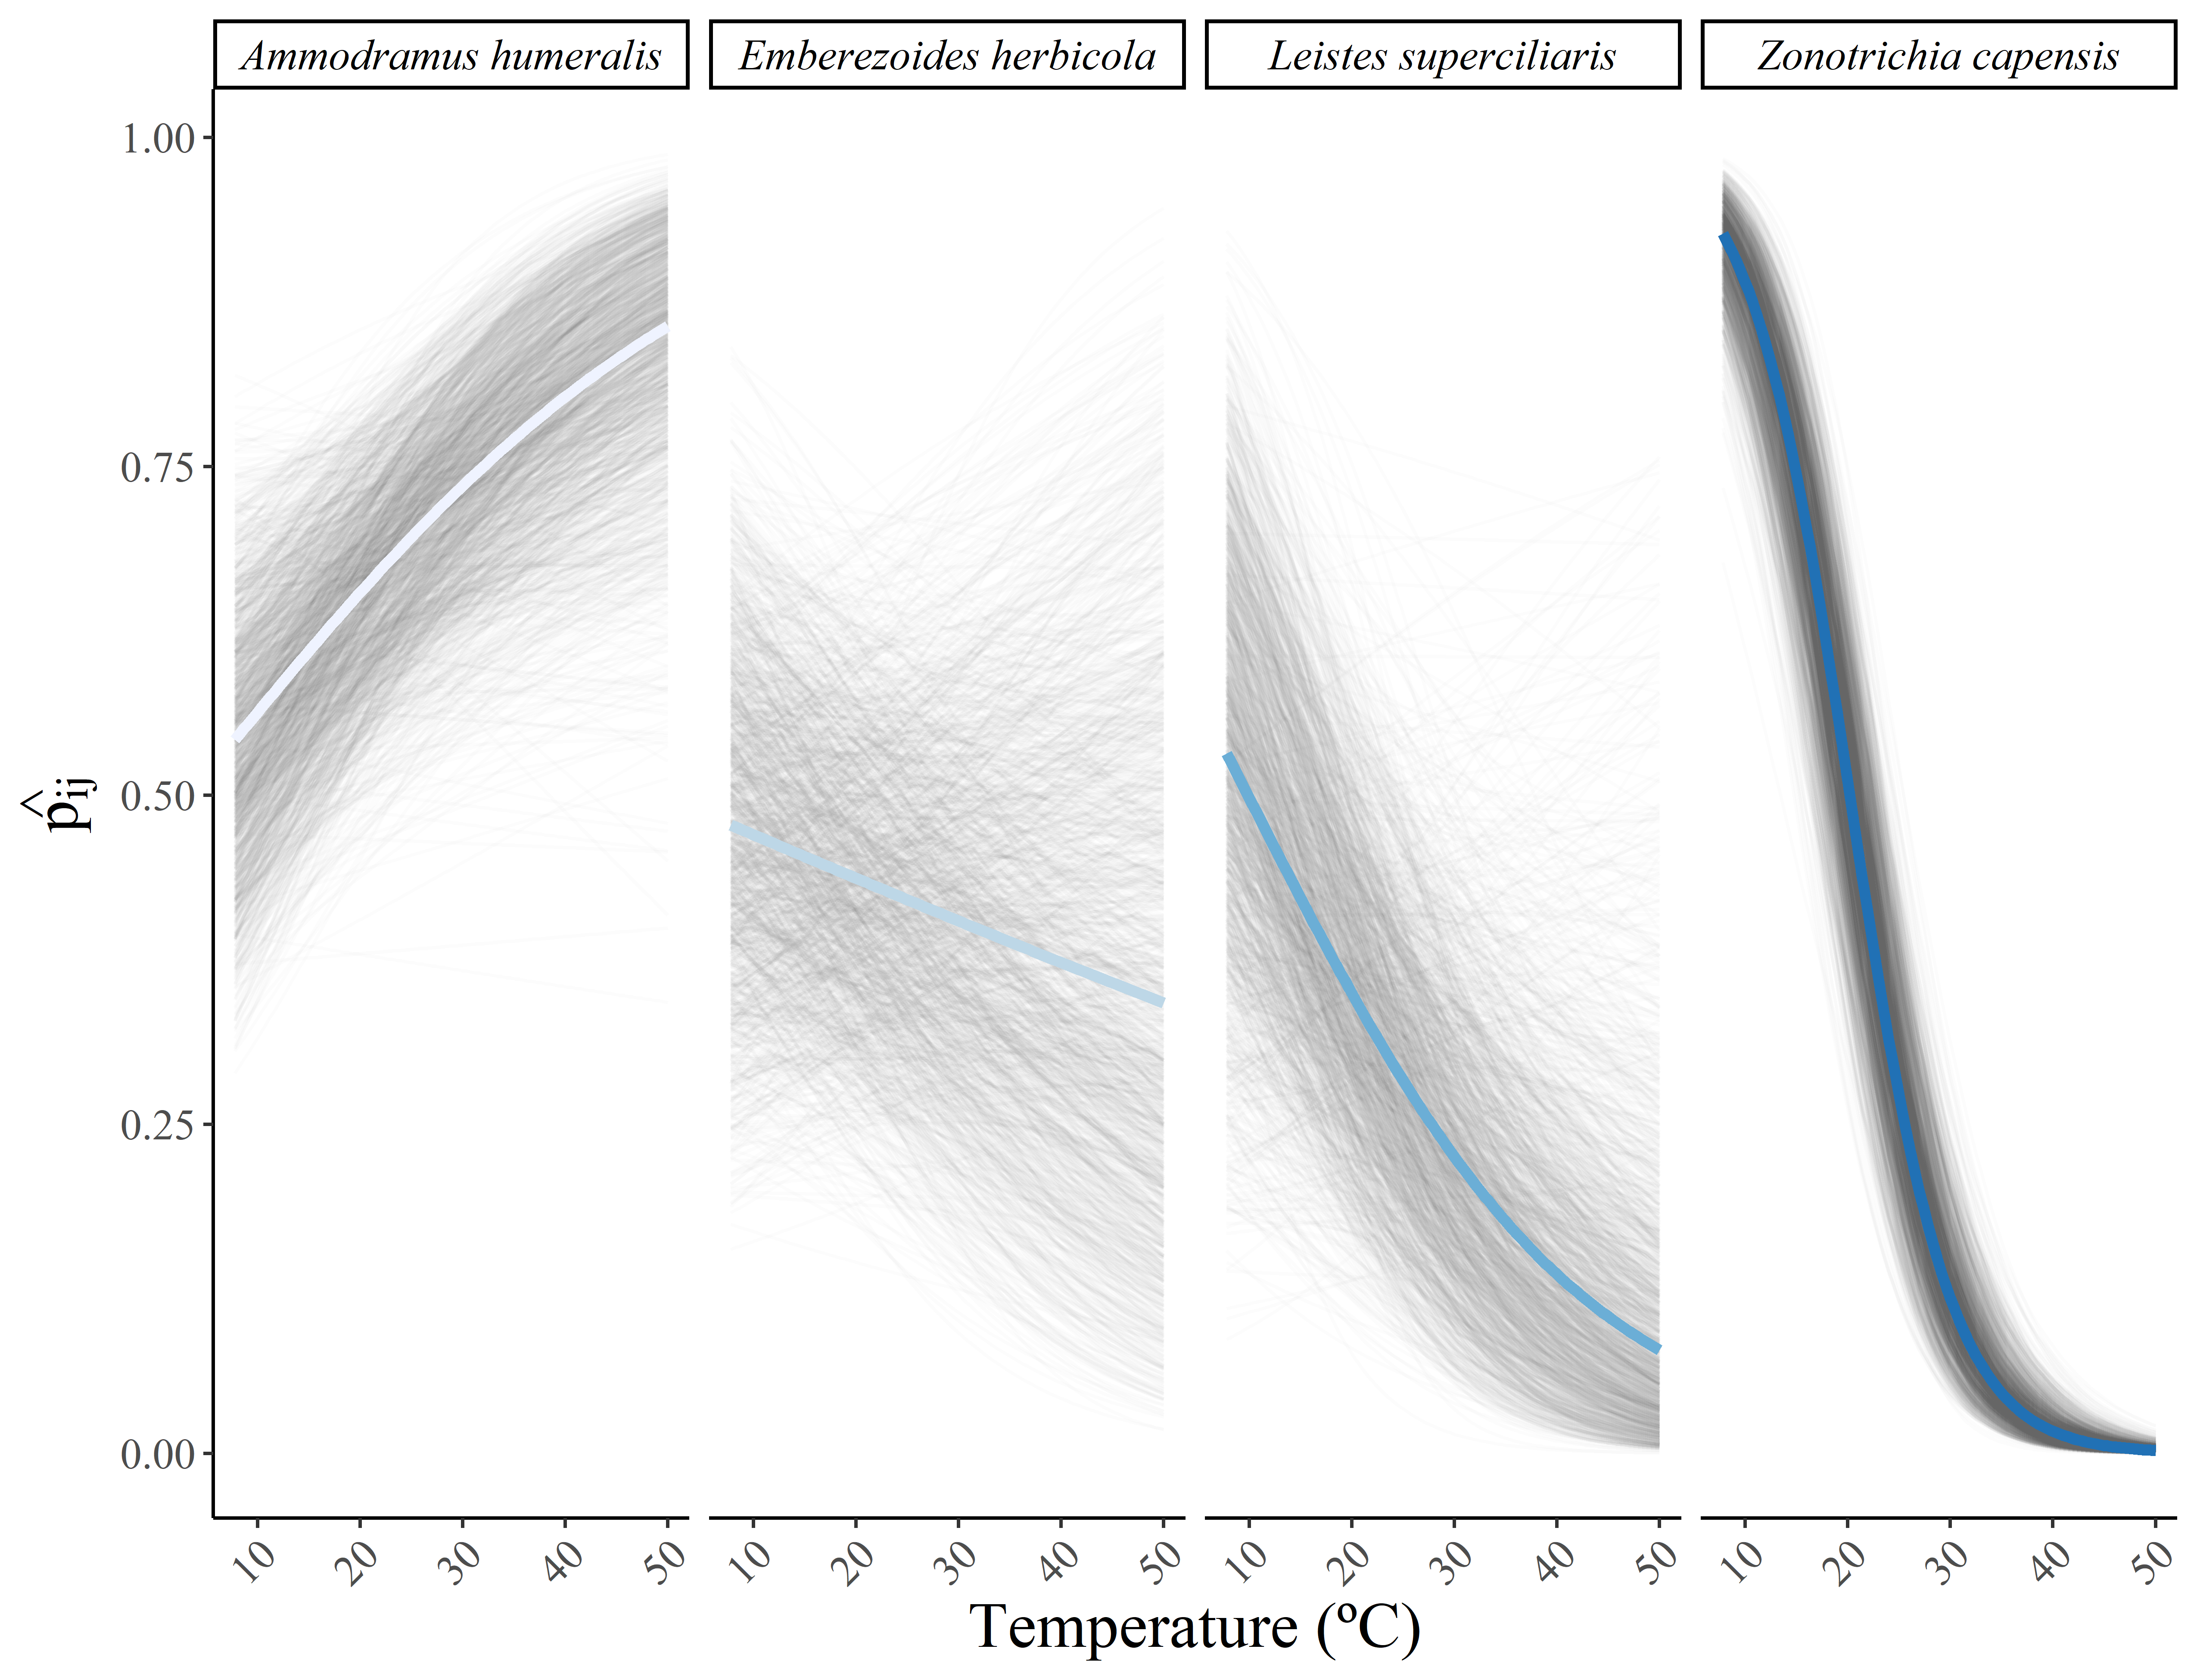 Ammodramus humeralis Emberezoides herbicola Leistes superciliaris Zonotrichia capensis
1.00
0.75
0.50
0.25
0.00
p̂ij
10 20 30 40 50 10 20 30 40 50 10 20 30 40 50 10 20 30 40 50
Temperature (ºC)